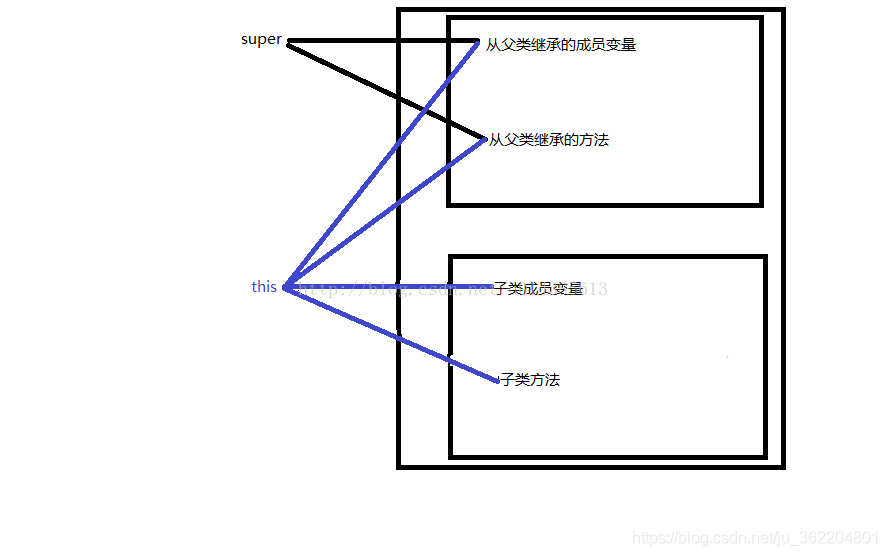 super
从父类继承的成员变量
从父类继承的方法
this
子类成员变量
子类方法
http://blog.csdn.net
613
https://blog.csdn.net/ju_362204801